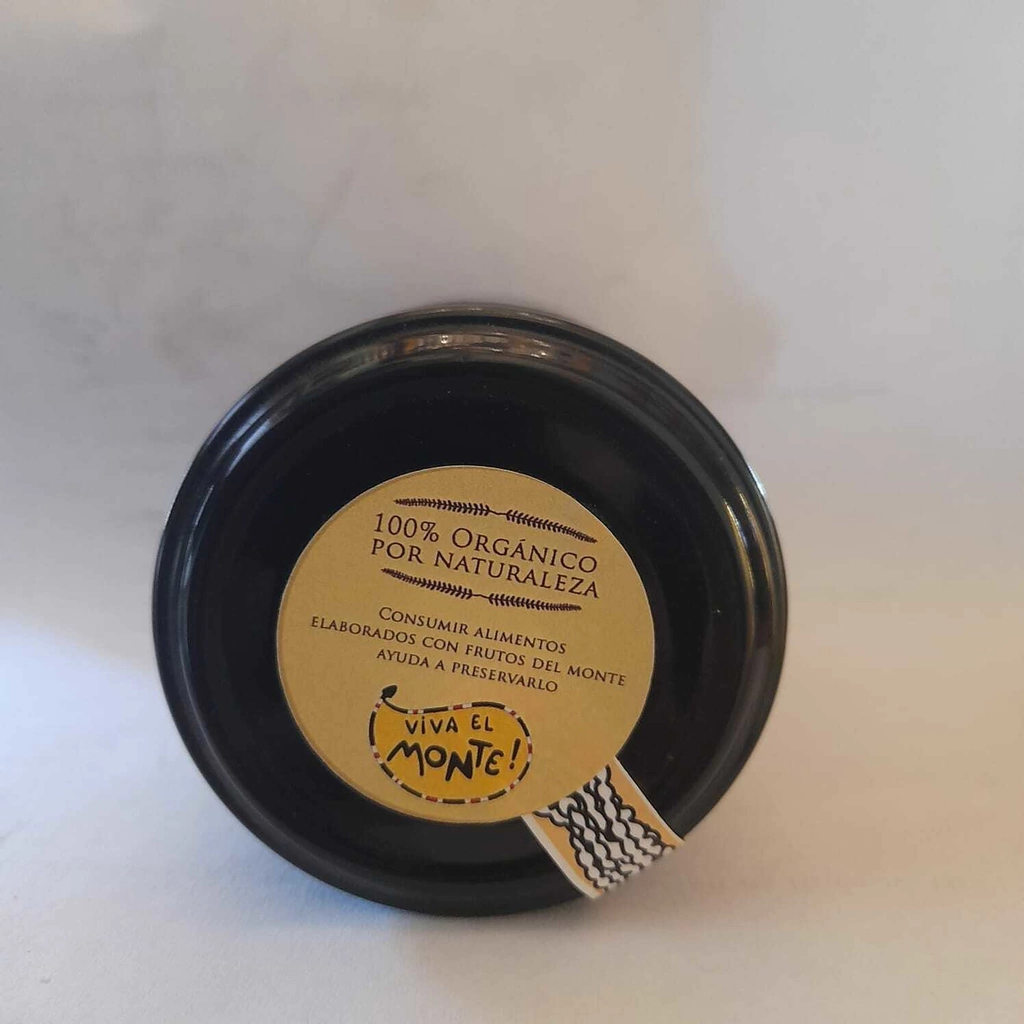 100% ORGÁNICO
POR NATURALEZA
CONSUMIR ALIMENTOS
ELABORADOS CON FRUTOS DEL MONTE
AYUDA A PRESERVARLO
VIVA EL
MONTE!